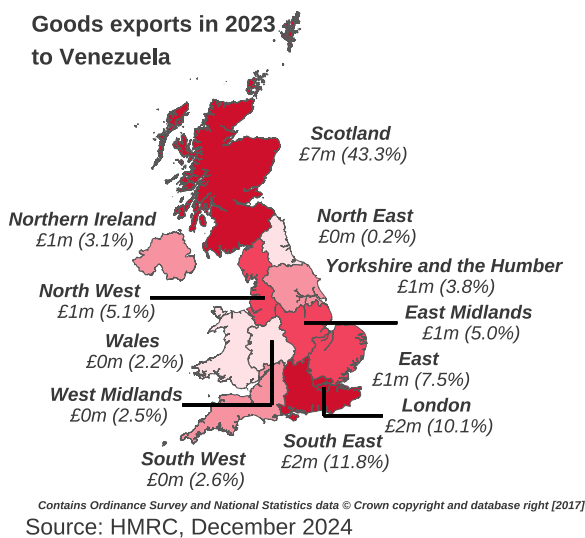 Goods exports in 2023
to Venezuela
Scotland
£7m (43.3%)
Northern Ireland
£1m (3.1%)
North East
£0m (0.2%)
Yorkshire and the Humber
£1m (3.8%)
North West
£1m (5.1%)
East Midlands
£1m (5.0%)
Wales
£0m (2.2%)
East
£1m (7.5%)
West Midlands
£0m (2.5%)
London
£2m (10.1%)
South East
£2m (11.8%)
South West
£0m (2.6%)
Contains Ordinance Survey and National Statistics data © Crown copyright and database right [2017]
Source: HMRC, December 2024